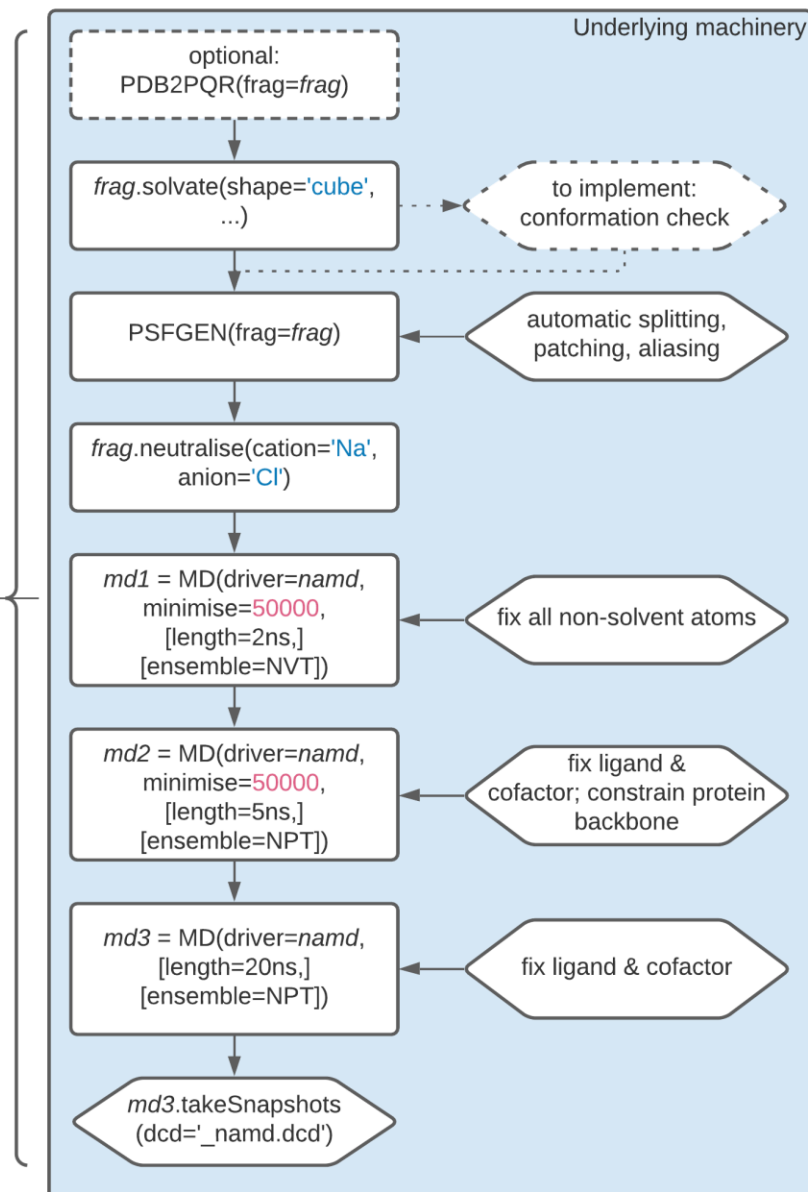 Underlying machinery
optional:
PDB2PQR(frag=frag)
frag.solvate(shape='cube',
...)
to implement:
conformation check
PSFGEN(frag=frag)
automatic splitting,
patching, aliasing
frag.neutralise(cation='Na',
anion='Cl')
md1 = MD(driver=namd,
minimise=50000,
[length=2ns,]
[ensemble=NVT])
fix all non-solvent atoms
md2 = MD(driver=namd,
minimise=50000,
[length=5ns,]
[ensemble=NPT])
fix ligand &
cofactor; constrain protein
backbone
md3 = MD(driver=namd,
[length=20ns,]
[ensemble=NPT])
fix ligand & cofactor
md3.takeSnapshots
(dcd='_namd.dcd')